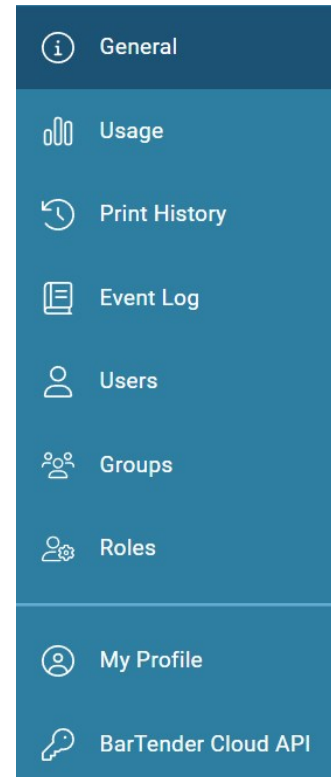 General
Usage
Print History
Event Log
Users
Groups
Roles
My Profile
BarTender Cloud API